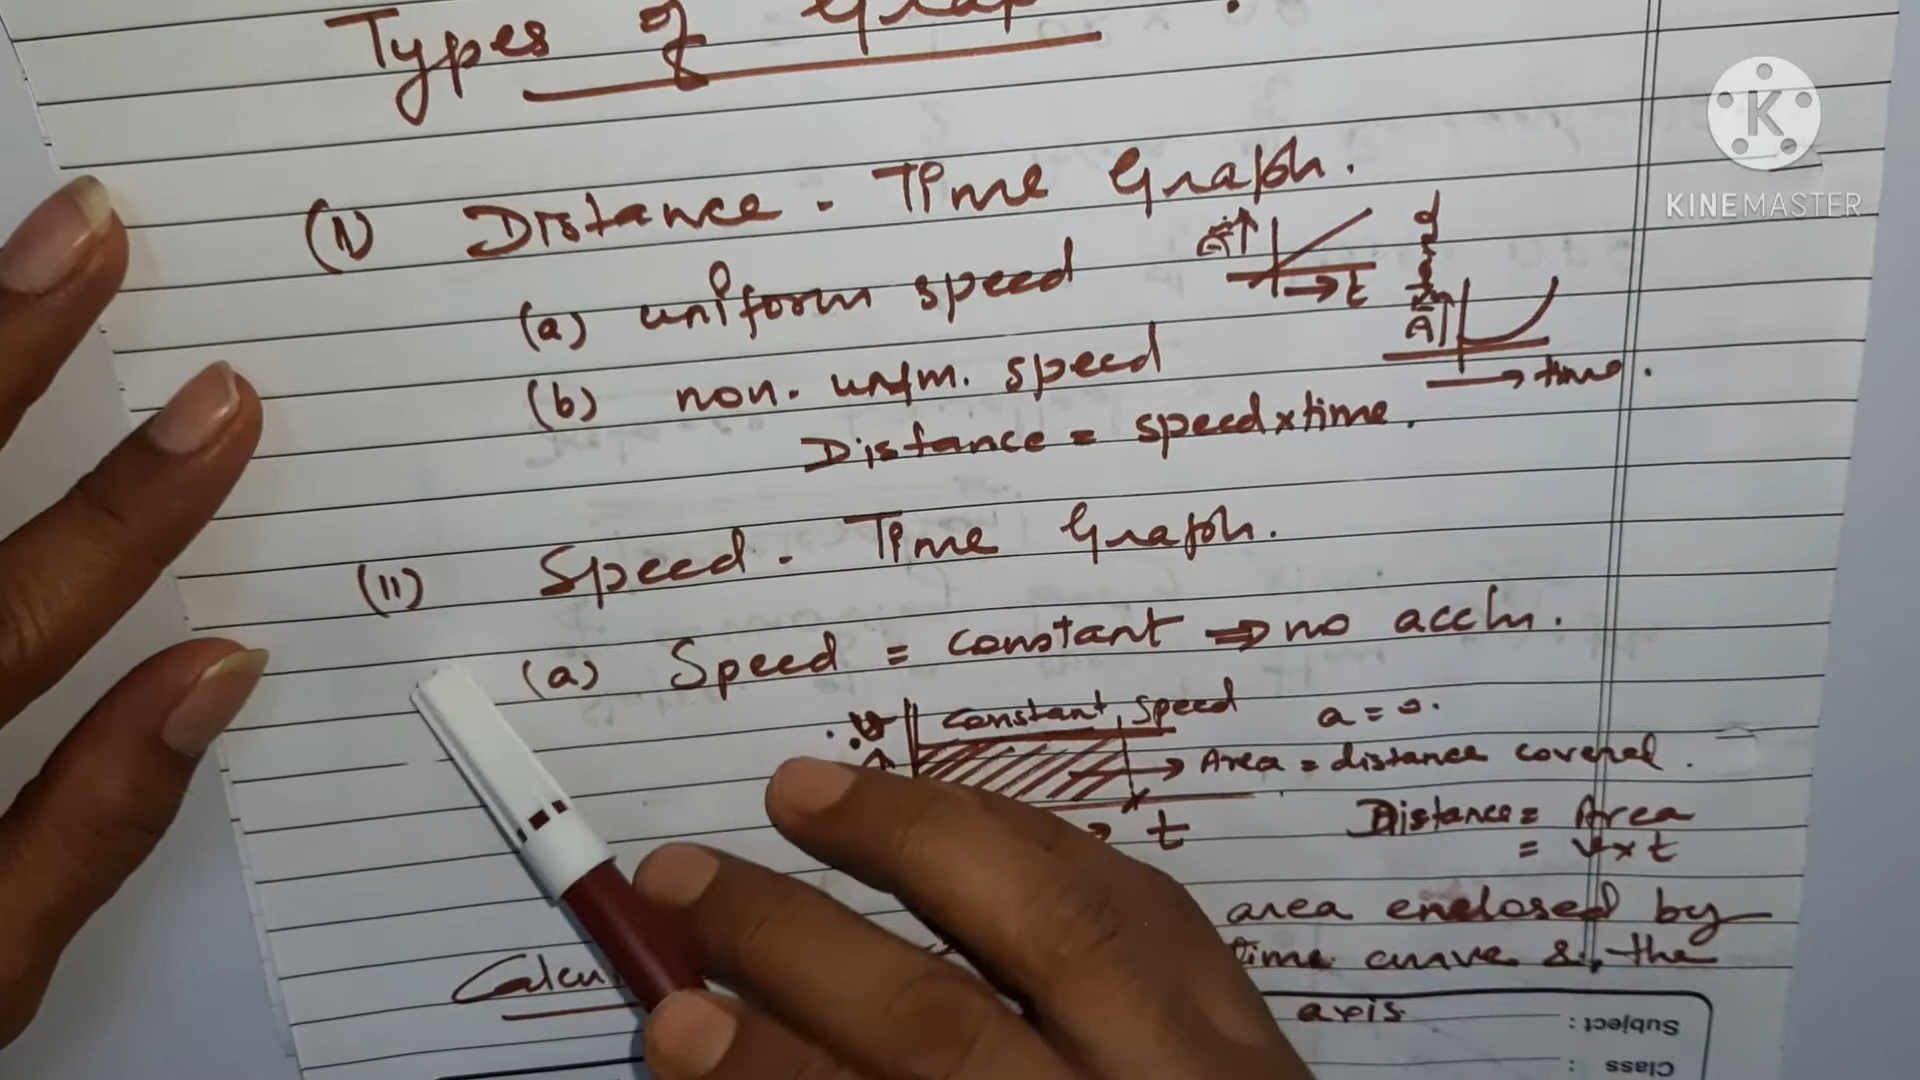 Types of Grap
KINEMASTER
(I) Distance - Time Graph.
(a) uniform speed
t
(b) non. unfm. speed
time.
Distance = speed x time.
(II) Speed - Time Graph.
(a) Speed = constant ⇒ no accln.
v constant speed a = 0.
→ Area = distance covered.
t
Distance = Area
= v x t
area enclosed by
Calcu time curve & the
axis
Subject :
Class :